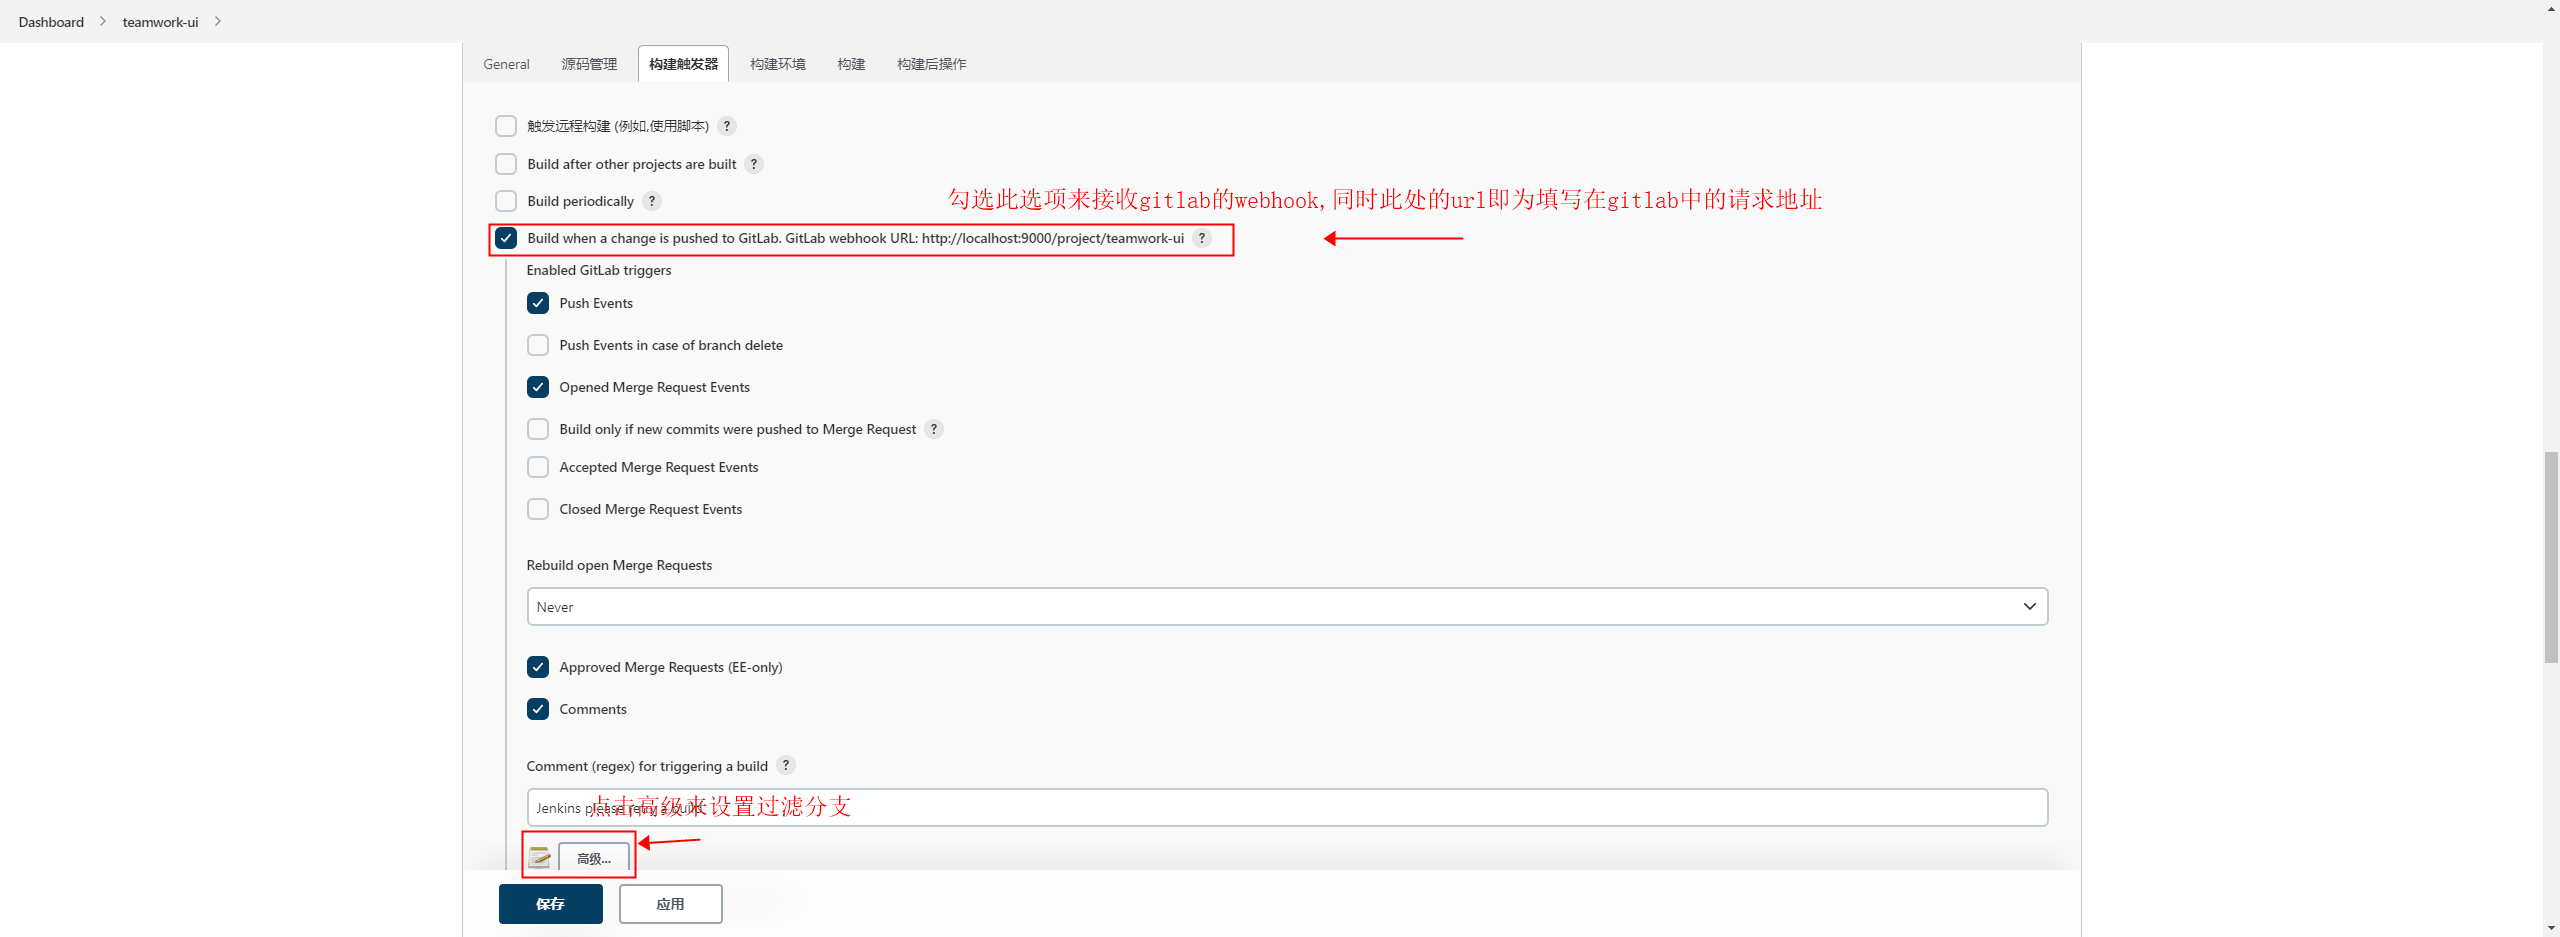 Dashboard > teamwork-ui >
General 源码管理 构建触发器 构建环境 构建 构建后操作
触发远程构建 (例如,使用脚本) ?
Build after other projects are built ?
Build periodically ?
勾选此选项来接收gitlab的webhook,同时此处的url即为填写在gitlab中的请求地址
Build when a change is pushed to GitLab. GitLab webhook URL: http://localhost:9000/project/teamwork-ui ?
Enabled GitLab triggers
Push Events
Push Events in case of branch delete
Opened Merge Request Events
Build only if new commits were pushed to Merge Request ?
Accepted Merge Request Events
Closed Merge Request Events
Rebuild open Merge Requests
Never
Approved Merge Requests (EE-only)
Comments
Comment (regex) for triggering a build ?
Jenkins please retry a build
点击高级来设置过滤分支
高级...
保存 应用